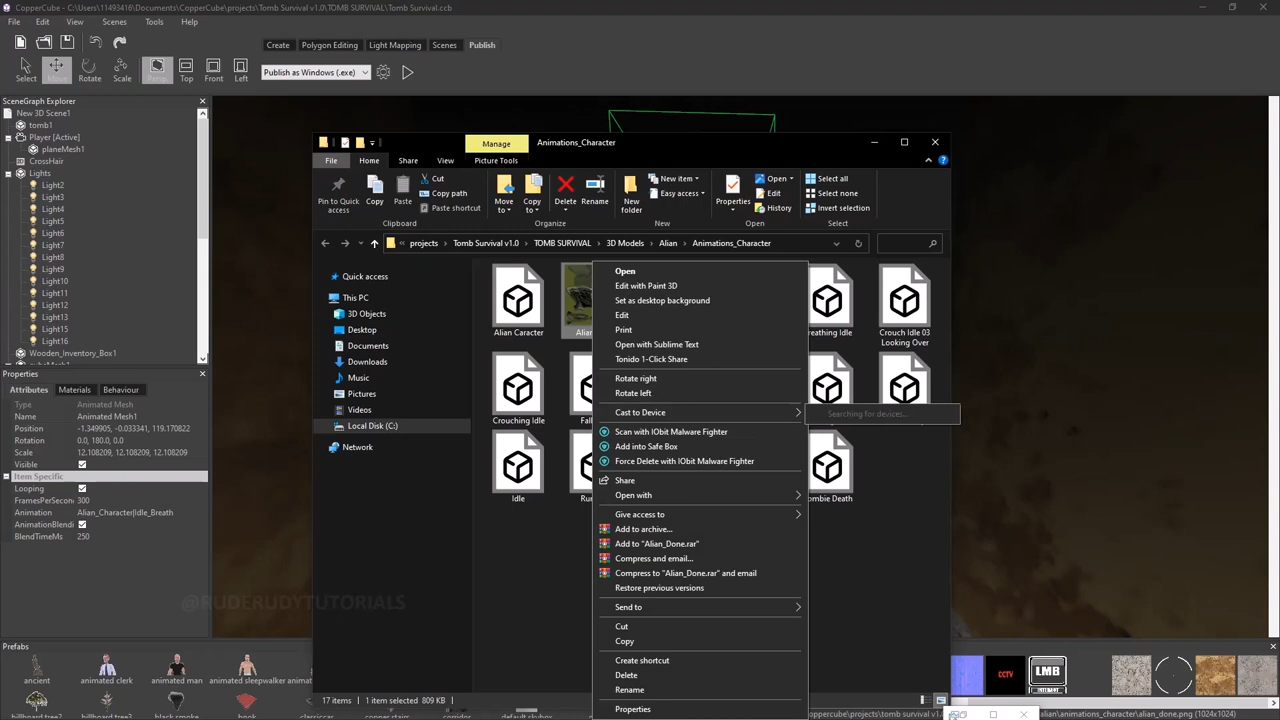 CopperCube - C:\Users\11493416\Documents\CopperCube\projects\Tomb Survival v1.0\TOMB SURVIVAL\Tomb Survival.ccb
File Edit View Scenes Tools Help
Create Polygon Editing Light Mapping Scenes Publish
Select Move Rotate Scale Persp. Top Front Left
Publish as Windows (.exe)
SceneGraph Explorer
New 3D Scene1
tomb1
Player [Active]
planeMesh1
CrossHair
Lights
Light2
Light3
Light4
Light5
Light6
Light7
Light8
Light9
Light10
Light11
Light12
Light13
Light15
Light16
Wooden_Inventory_Box1
Properties
Attributes Materials Behaviour
Type Animated Mesh
Name Animated Mesh1
Position -1.349905, -0.033341, 119.170822
Rotation 0.0, 180.0, 0.0
Scale 12.108209, 12.108209, 12.108209
Visible
Item Specific
Looping
FramesPerSecond 300
Animation Alian_Character|Idle_Breath
AnimationBlendi
BlendTimeMs 250
@RUDERUDYTUTORIALS
Prefabs
ancient animated clerk animated man animated sleepwalker
Manage Animations_Character
File Home Share View Picture Tools
Pin to Quick access
Copy
Paste
Cut
Copy path
Paste shortcut
Move to
Copy to
Delete
Rename
New folder
New item
Easy access
Properties
Open
Edit
History
Select all
Select none
Invert selection
Clipboard Organize New Open Select
projects Tomb Survival v1.0 TOMB SURVIVAL 3D Models Alian Animations_Character
Quick access
This PC
3D Objects
Desktop
Documents
Downloads
Music
Pictures
Videos
Local Disk (C:)
Network
Alian Caracter
Crouch Idle 03 Looking Over
Crouching Idle
Idle
17 items 1 item selected 809 KB
Open
Edit with Paint 3D
Set as desktop background
Edit
Print
Open with Sublime Text
Tonido 1-Click Share
Rotate right
Rotate left
Cast to Device
Searching for devices...
Scan with IObit Malware Fighter
Add into Safe Box
Force Delete with IObit Malware Fighter
Share
Open with
Give access to
Add to archive...
Add to "Alian_Done.rar"
Compress and email...
Compress to "Alian_Done.rar" and email
Restore previous versions
Send to
Cut
Copy
Create shortcut
Delete
Rename
Properties
CCTV
LMB
alian\animations_character\alian_done.png (1024x1024)